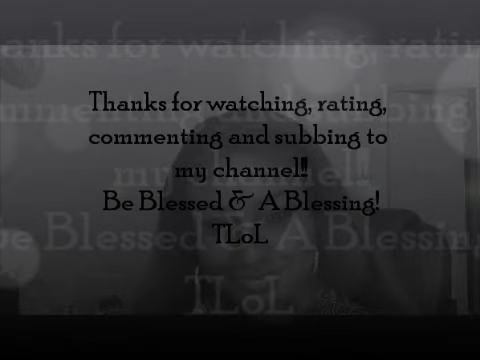 Thanks for watching, rating,
commenting and subbing to
my channel!!
Be Blessed & A Blessing!
TLoL